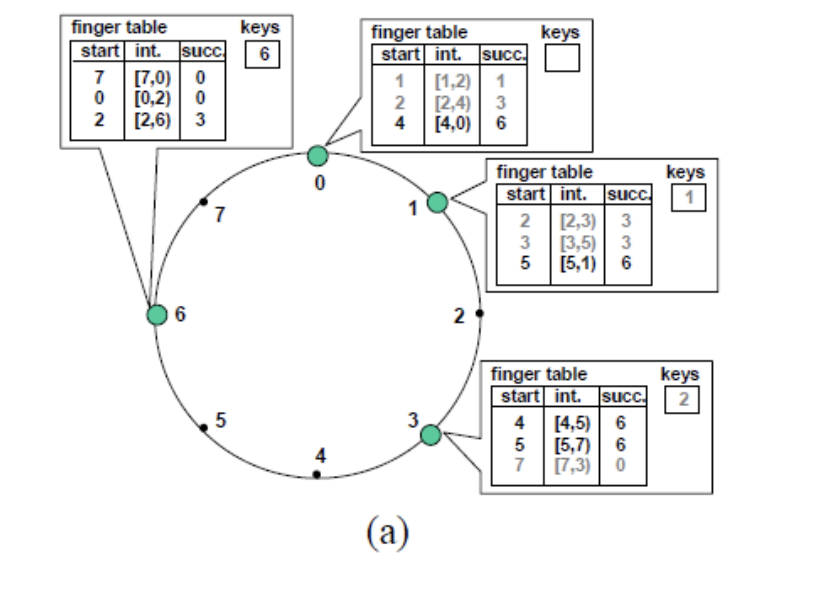 finger table keys
start int. succ. 6
7 [7,0) 0
0 [0,2) 0
2 [2,6) 3
finger table keys
start int. succ.
1 [1,2) 1
2 [2,4) 3
4 [4,0) 6
finger table keys
start int. succ. 1
2 [2,3) 3
3 [3,5) 3
5 [5,1) 6
finger table keys
start int. succ. 2
4 [4,5) 6
5 [5,7) 6
7 [7,3) 0
0
1
2
3
4
5
6
7
(a)